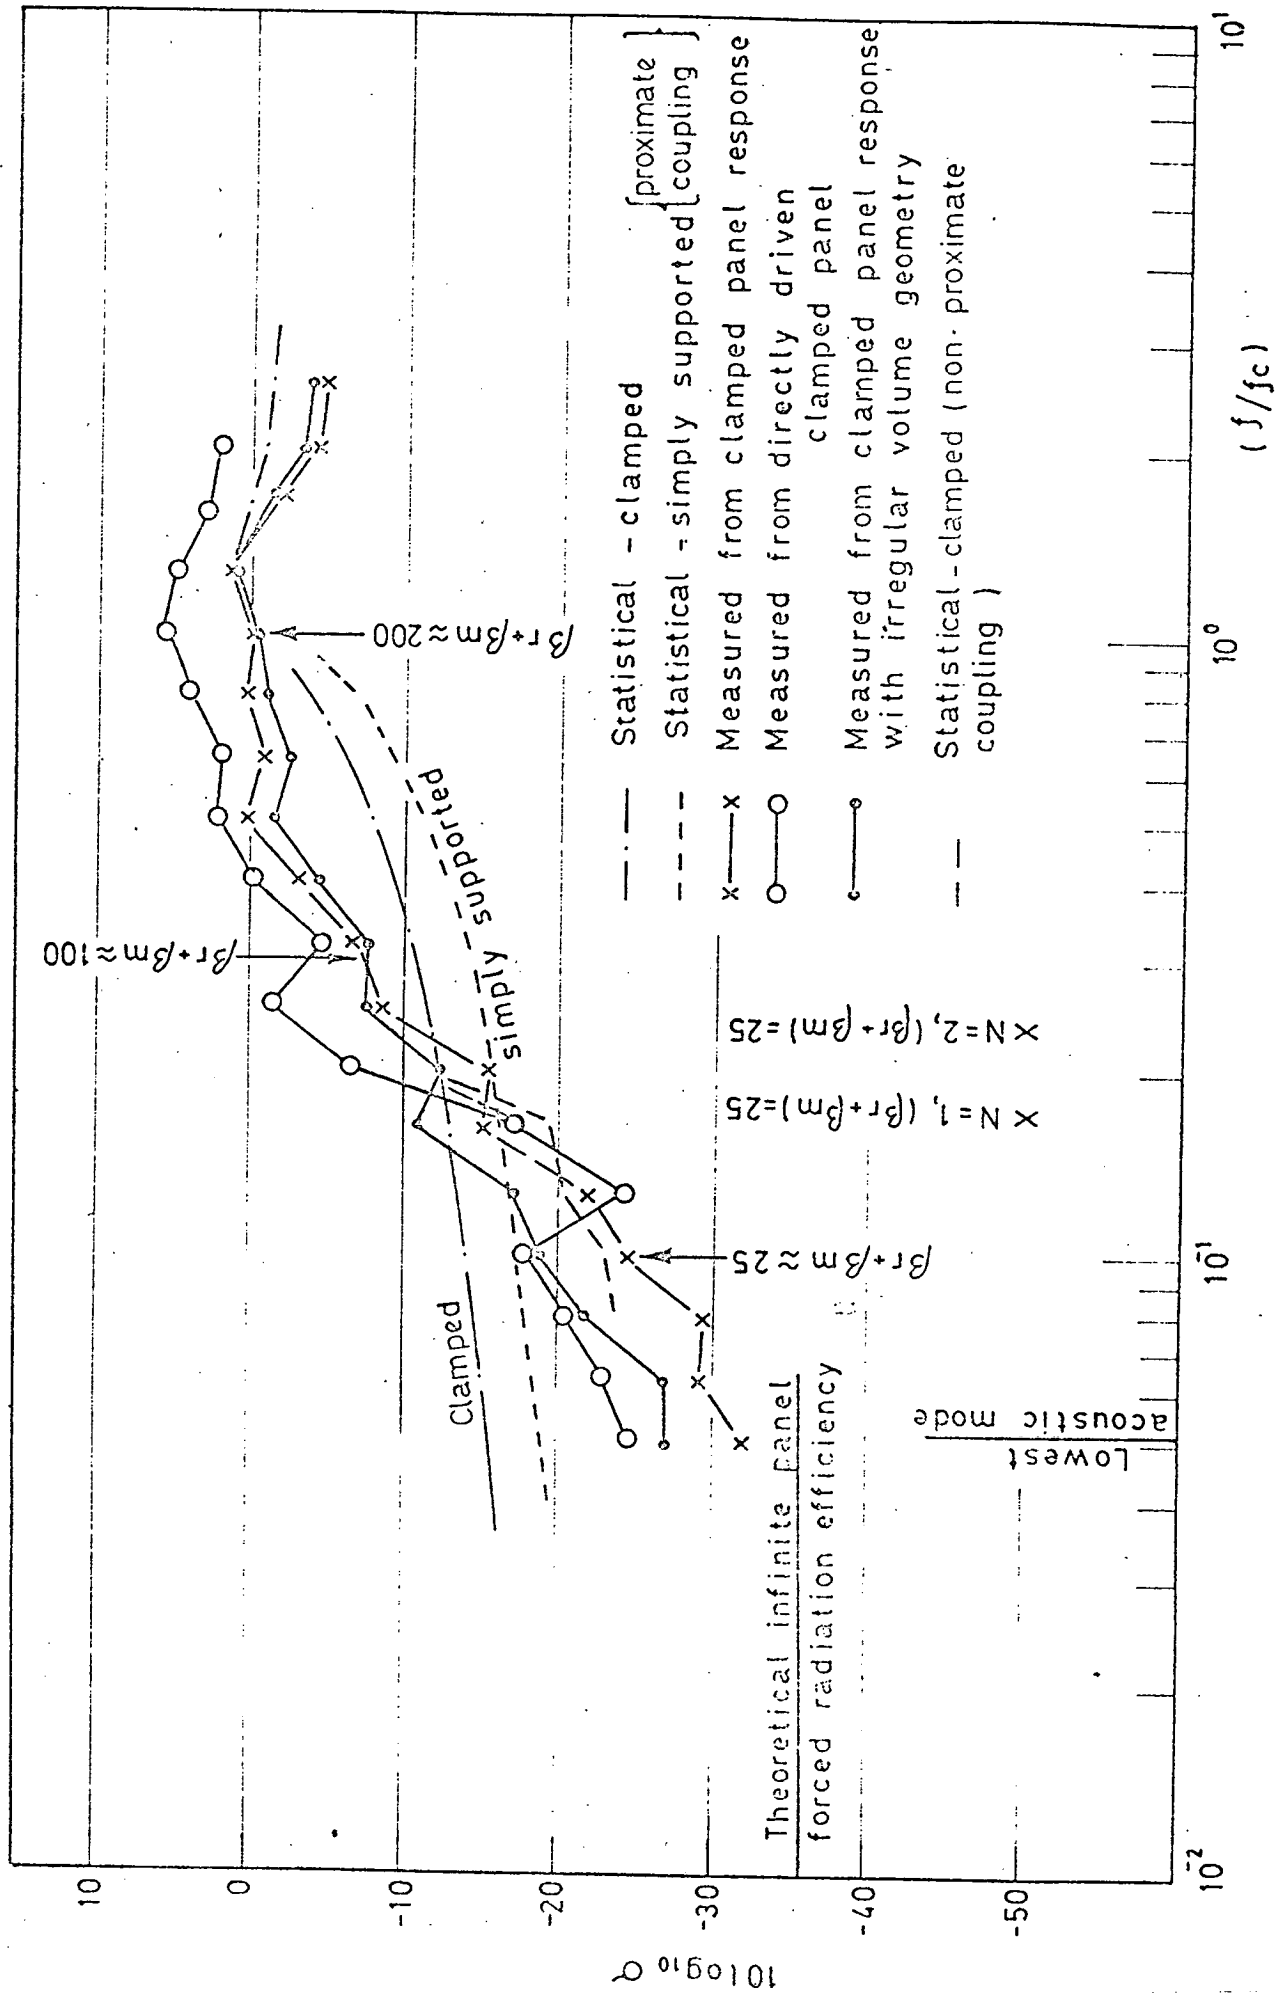 10 log10 σ
10
0
-10
-20
-30
-40
-50
Clamped
simply supported
βr+βm≈100
βr+βm≈200
βr+βm≈25
× N=1, (βr+βm)=25
× N=2, (βr+βm)=25
Theoretical infinite panel
forced radiation efficiency
Lowest
acoustic mode
Statistical - clamped
Statistical - simply supported
{proximate
coupling}
Measured from clamped panel response
Measured from directly driven
clamped panel
Measured from clamped panel response
with irregular volume geometry
Statistical - clamped (non-proximate
coupling)
10^-2
10^-1
10^0
10^1
(f/fc)